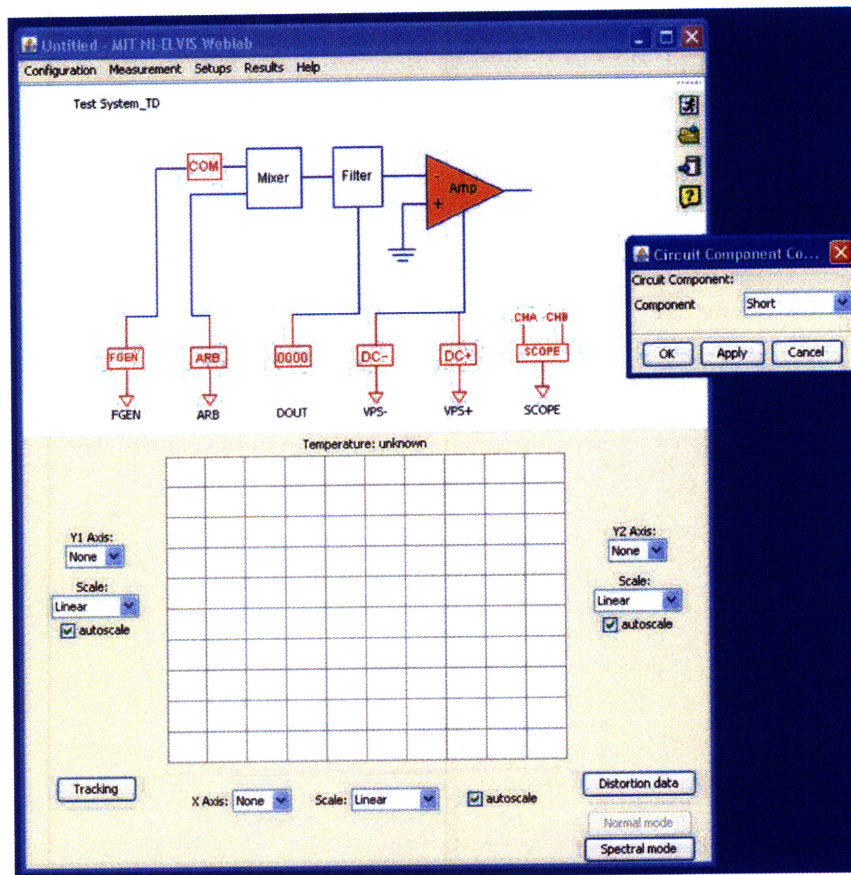 Untitled - MIT NI-ELVIS Weblab
Configuration Measurement Setups Results Help
Test System_TD
COM
Mixer
Filter
-
Amp
+
?
Circuit Component Co...
Circuit Component:
Component Short
OK Apply Cancel
FGEN ARB 0000 DC- DC+ CHA CHB SCOPE
FGEN ARB DOUT VPS- VPS+ SCOPE
Temperature: unknown
Y1 Axis:
None
Scale:
Linear
autoscale
Y2 Axis:
None
Scale:
Linear
autoscale
Tracking
X Axis: None Scale: Linear autoscale
Distortion data
Normal mode
Spectral mode